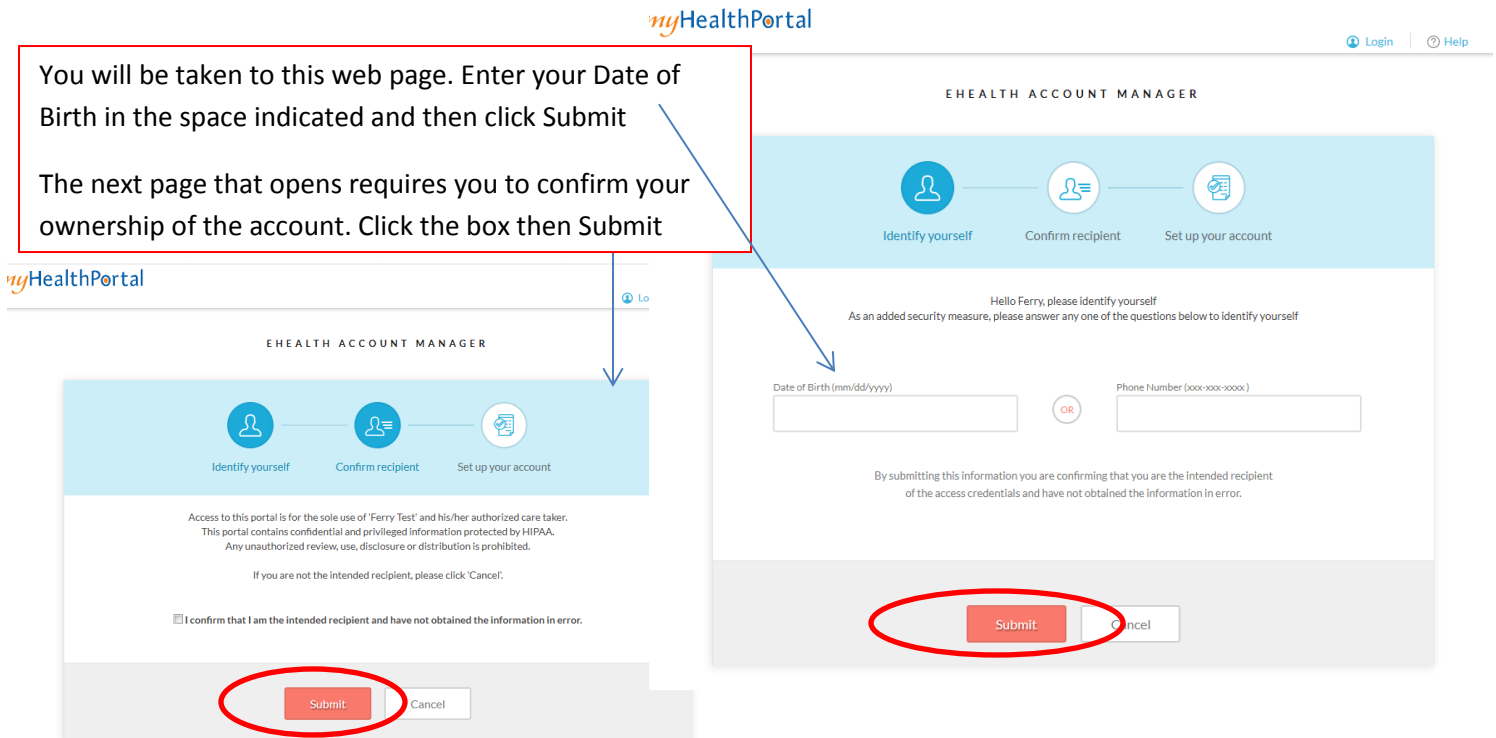 myHealthPortal
Login
Help
You will be taken to this web page. Enter your Date of
Birth in the space indicated and then click Submit
The next page that opens requires you to confirm your
ownership of the account. Click the box then Submit
EHEALTH ACCOUNT MANAGER
Identify yourself
Confirm recipient
Set up your account
Hello Ferry, please identify yourself
As an added security measure, please answer any one of the questions below to identify yourself
Date of Birth (mm/dd/yyyy)
OR
Phone Number (xxx-xxx-xxxx )
By submitting this information you are confirming that you are the intended recipient
of the access credentials and have not obtained the information in error.
Submit
Cancel
myHealthPortal
Lo
EHEALTH ACCOUNT MANAGER
Identify yourself
Confirm recipient
Set up your account
Access to this portal is for the sole use of 'Ferry Test' and his/her authorized care taker.
This portal contains confidential and privileged information protected by HIPAA.
Any unauthorized review, use, disclosure or distribution is prohibited.
If you are not the intended recipient, please click 'Cancel'.
I confirm that I am the intended recipient and have not obtained the information in error.
Submit
Cancel